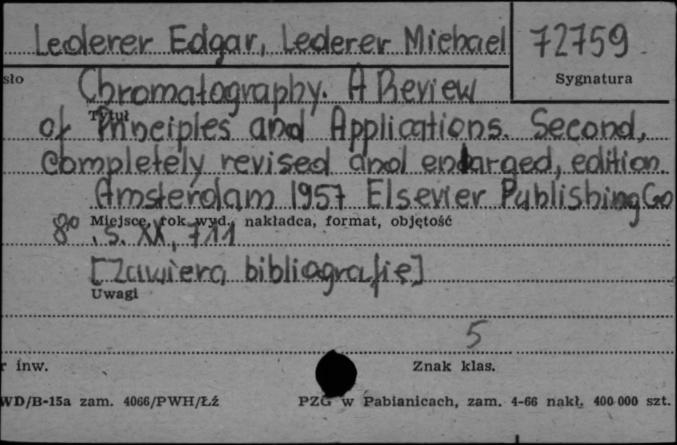 Lederer Edgar, Lederer Michael 72759
sło
Sygnatura
Chromatography. A Review
Tytuł
of Principles and Applications. Second,
completely revised and enlarged, edition.
Amsterdam 1957 Elsevier Publishing Co
Miejsce, rok wyd., nakładca, format, objętość
8° . s. XX, 711
[Zawiera bibliografię]
Uwagi
5
r inw.
Znak klas.
WD/B-15a zam. 4066/PWH/Łź
PZG w Pabianicach, zam. 4-66 nakł. 400 000 szt.